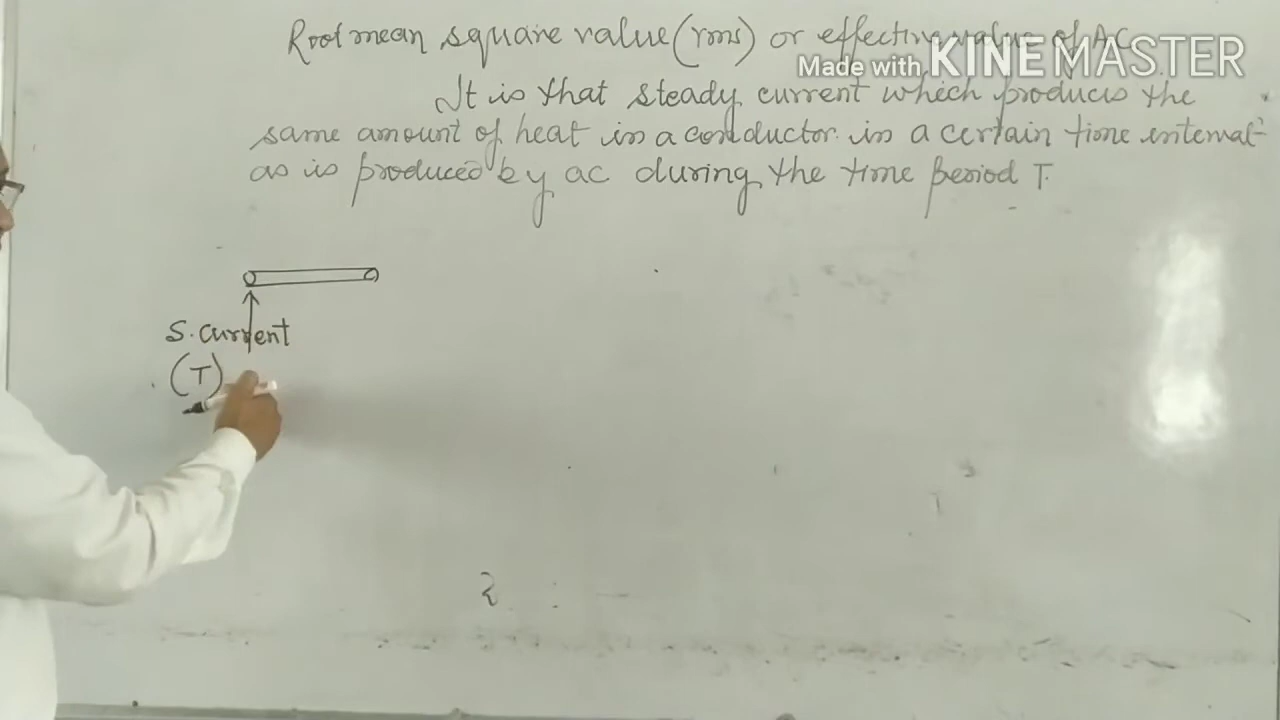 Root mean square value (rms) or effective value of AC
Made with KINEMASTER
It is that steady current which produces the
same amount of heat in a conductor in a certain time interval
as is produced by ac during the time period T.
S. current
(T)